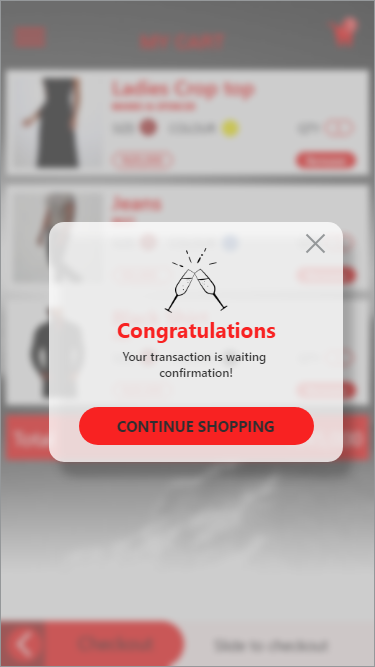 MY CART
Ladies Crop top
SIZE COLOUR QTY
Jeans
Congratulations
Your transaction is waiting
confirmation!
CONTINUE SHOPPING
Checkout Slide to checkout